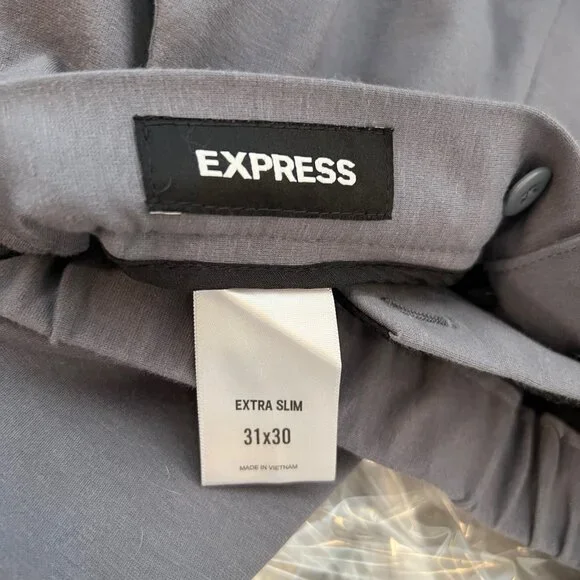 EXPRESS
EXTRA SLIM
31x30
MADE IN VIETNAM